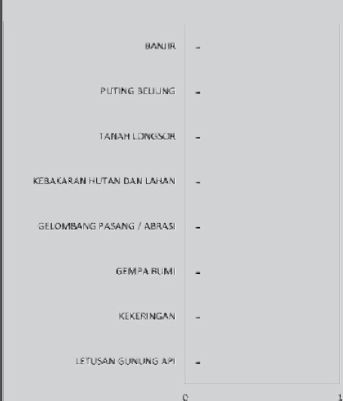 BANJIR -
PUTING BELIUNG -
TANAH LONGSOR -
KEBAKARAN HUTAN DAN LAHAN -
GELOMBANG PASANG / ABRASI -
GEMPA BUMI -
KEKERINGAN -
LETUSAN GUNUNG API -
0 1